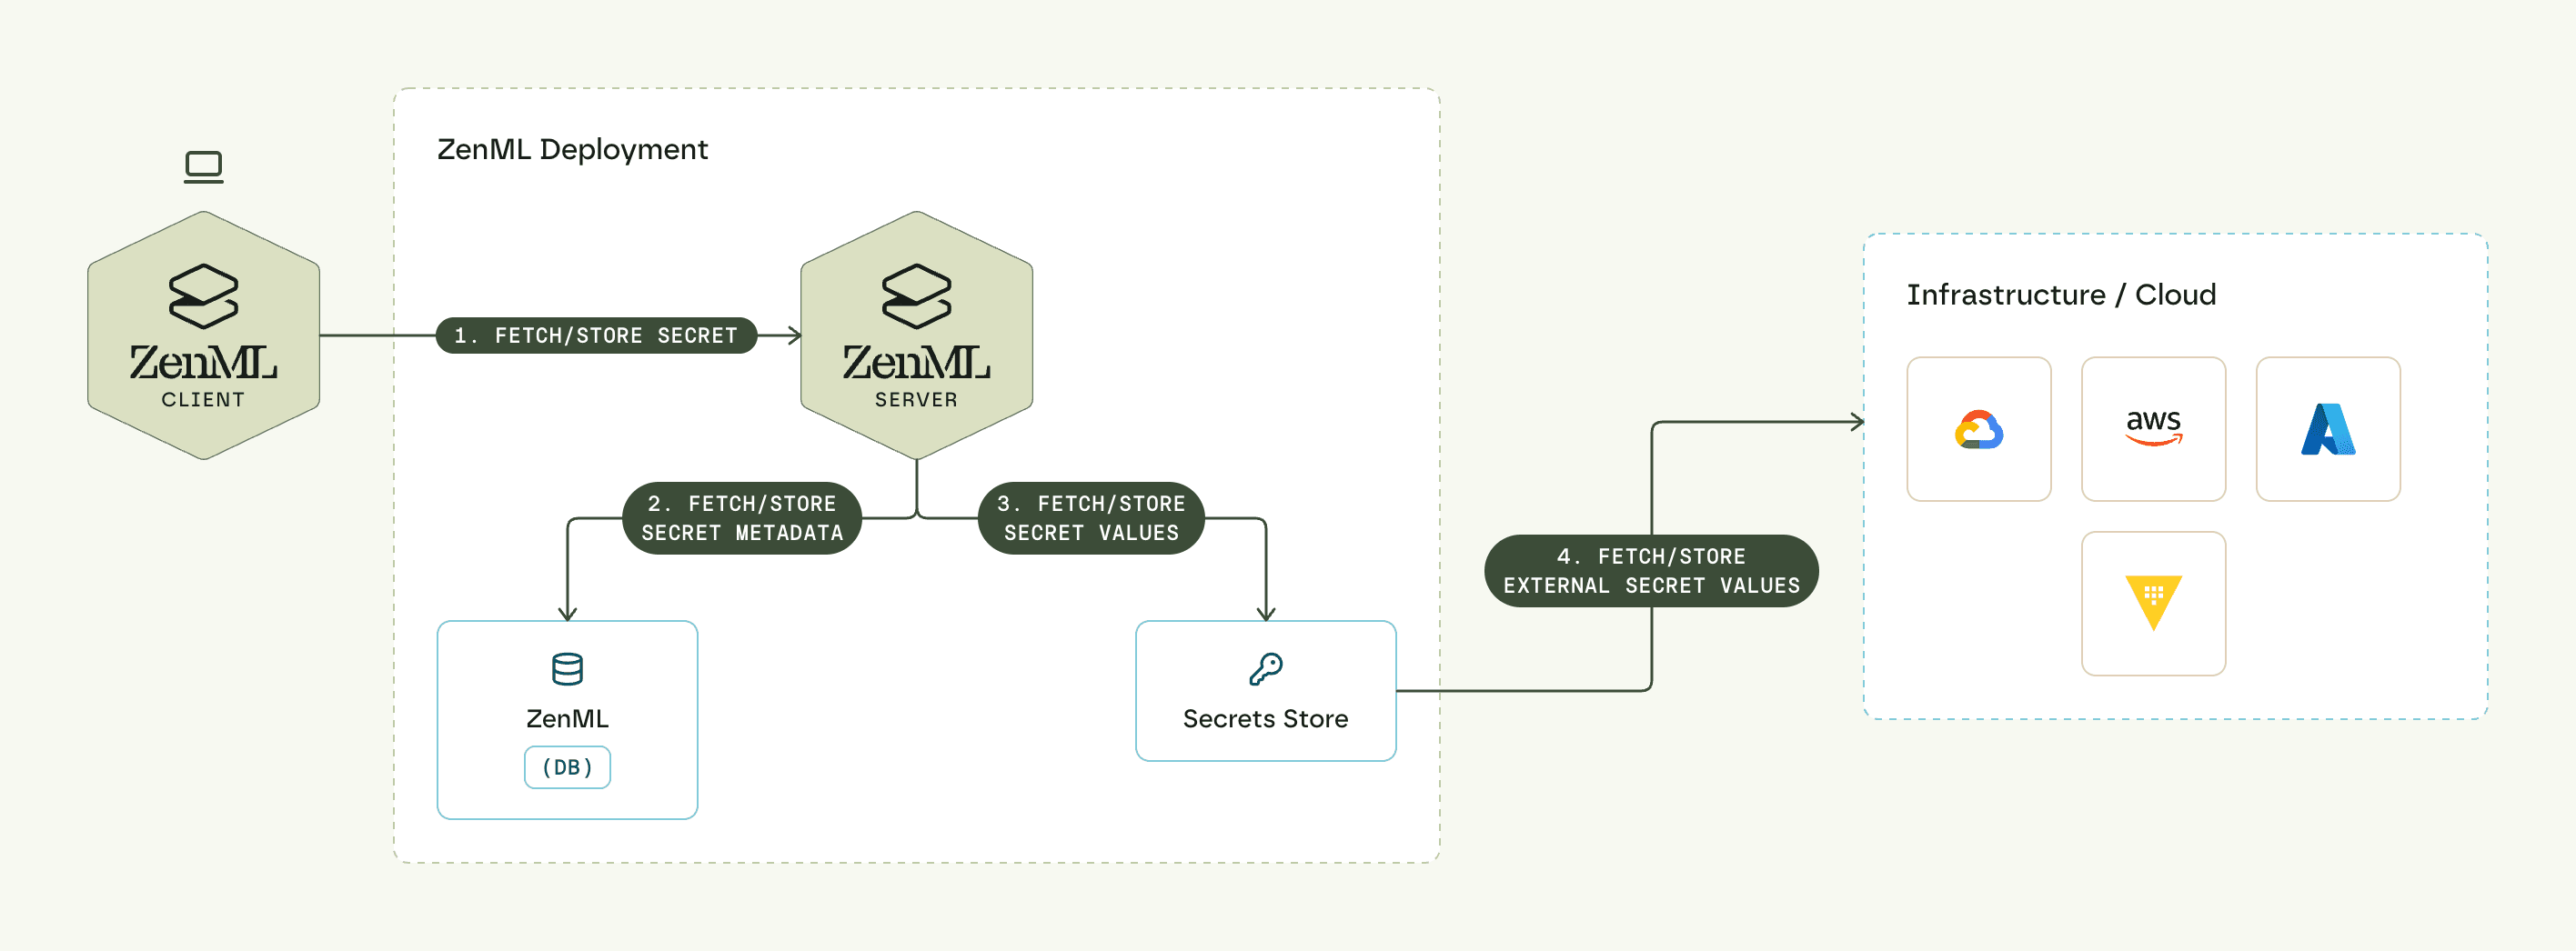 ZenML Deployment
ZenML
CLIENT
1. FETCH/STORE SECRET
ZenML
SERVER
2. FETCH/STORE
SECRET METADATA
3. FETCH/STORE
SECRET VALUES
ZenML
(DB)
Secrets Store
4. FETCH/STORE
EXTERNAL SECRET VALUES
Infrastructure / Cloud
aws